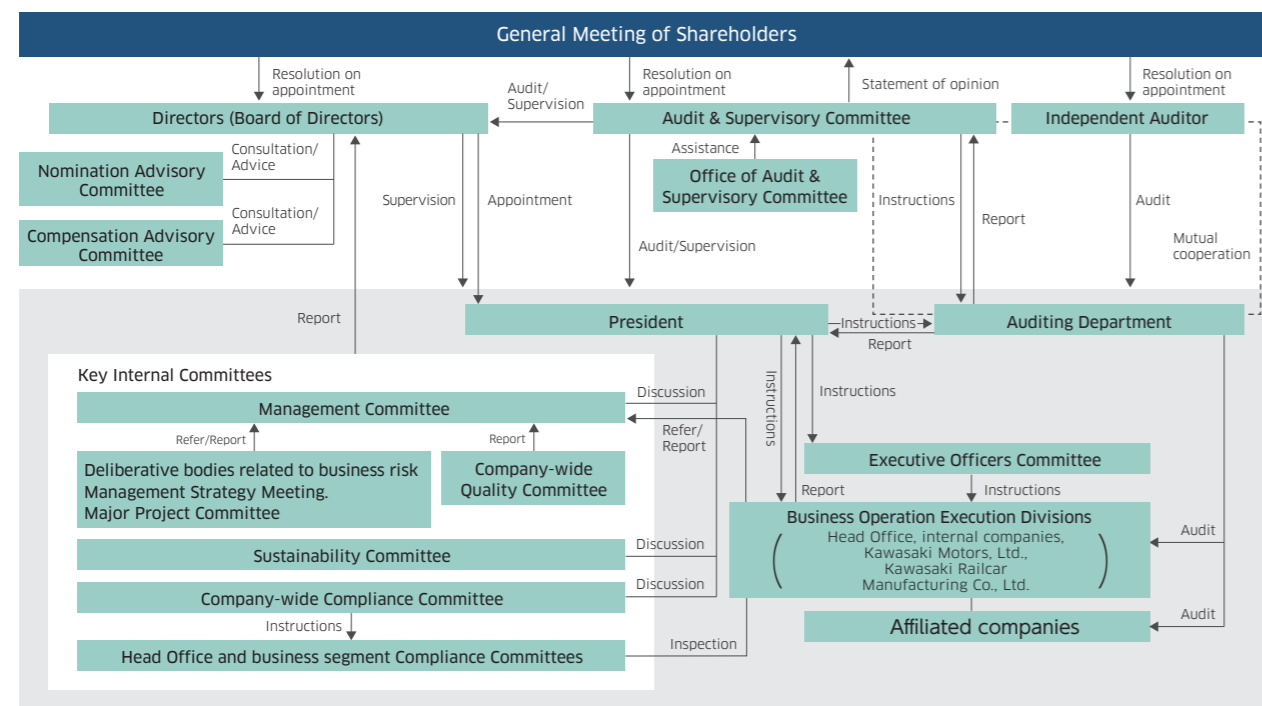 General Meeting of Shareholders
Resolution on
appointment
Audit/
Supervision
Resolution on
appointment
Statement of opinion
Resolution on
appointment
Directors (Board of Directors)
Audit & Supervisory Committee
Independent Auditor
Consultation/
Advice
Nomination Advisory
Committee
Assistance
Office of Audit &
Supervisory Committee
Supervision
Appointment
Instructions
Report
Audit
Consultation/
Advice
Compensation Advisory
Committee
Audit/Supervision
Mutual
cooperation
Report
President
Instructions
Report
Auditing Department
Key Internal Committees
Management Committee
Discussion
Refer/
Report
Instructions
Instructions
Refer/Report
Report
Deliberative bodies related to business risk
Management Strategy Meeting.
Major Project Committee
Company-wide
Quality Committee
Executive Officers Committee
Report
Instructions
Business Operation Execution Divisions
Head Office, internal companies,
Kawasaki Motors, Ltd.,
Kawasaki Railcar
Manufacturing Co., Ltd.
Audit
Sustainability Committee
Discussion
Company-wide Compliance Committee
Discussion
Instructions
Head Office and business segment Compliance Committees
Inspection
Affiliated companies
Audit